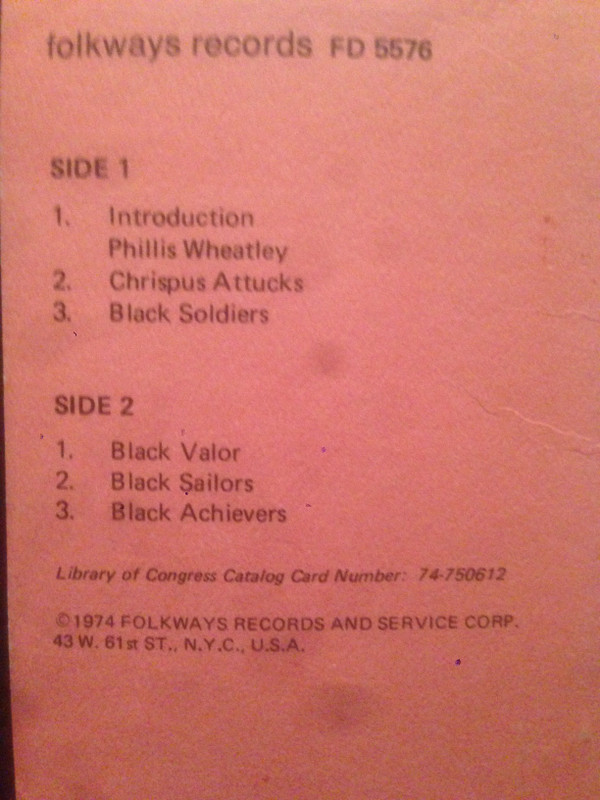 folkways records FD 5576
SIDE 1
1. Introduction
Phillis Wheatley
2. Chrispus Attucks
3. Black Soldiers
SIDE 2
1. Black Valor
2. Black Sailors
3. Black Achievers
Library of Congress Catalog Card Number: 74-750612
©1974 FOLKWAYS RECORDS AND SERVICE CORP.
43 W. 61st ST., N.Y.C., U.S.A.